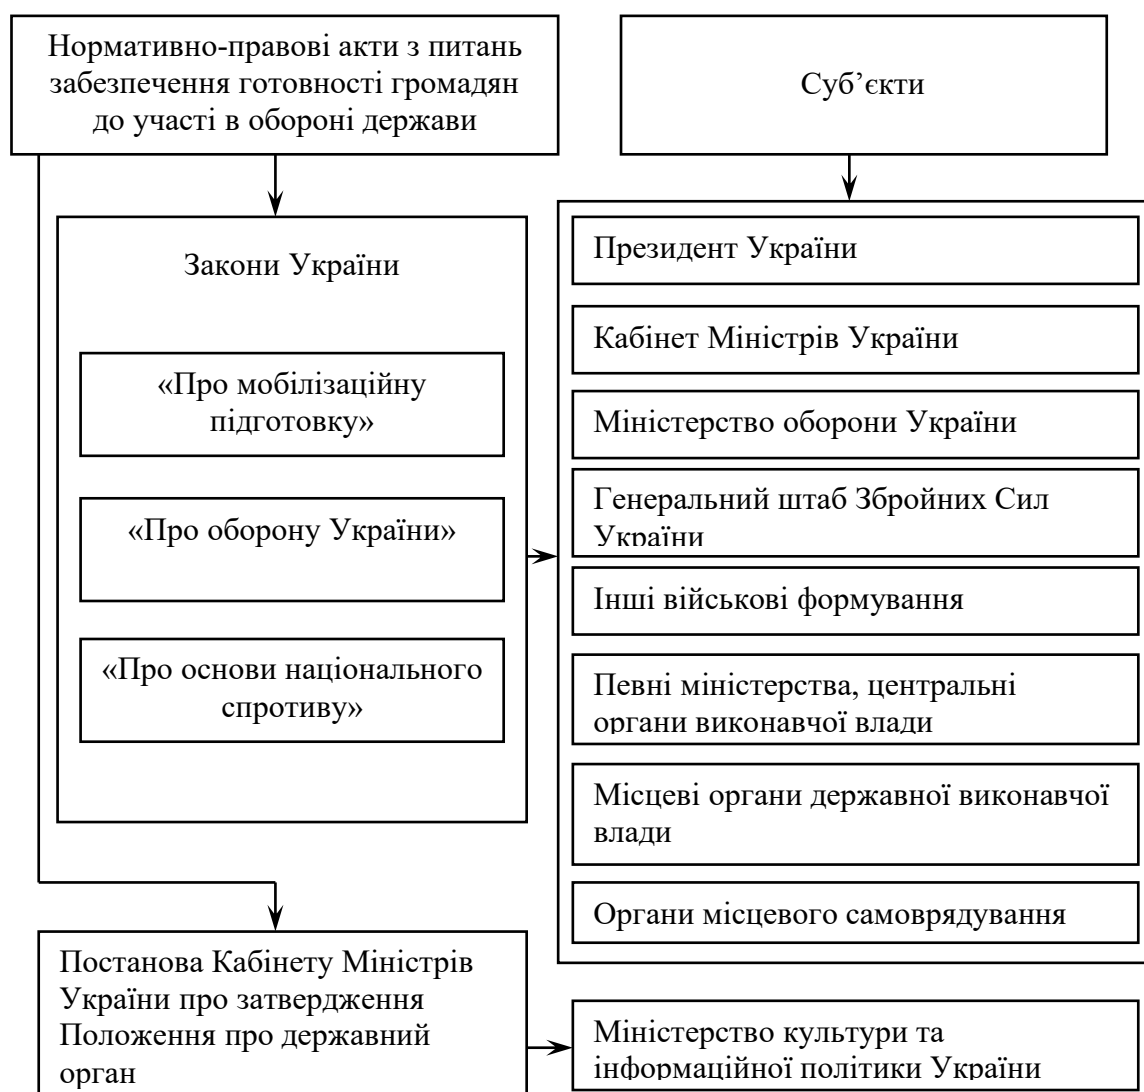 Нормативно-правові акти з питань
забезпечення готовності громадян
до участі в обороні держави
Суб’єкти
Закони України
«Про мобілізаційну
підготовку»
«Про оборону України»
«Про основи національного
спротиву»
Президент України
Кабінет Міністрів України
Міністерство оборони України
Генеральний штаб Збройних Сил
України
Інші військові формування
Певні міністерства, центральні
органи виконавчої влади
Місцеві органи державної виконавчої
влади
Органи місцевого самоврядування
Постанова Кабінету Міністрів
України про затвердження
Положення про державний
орган
Міністерство культури та
інформаційної політики України